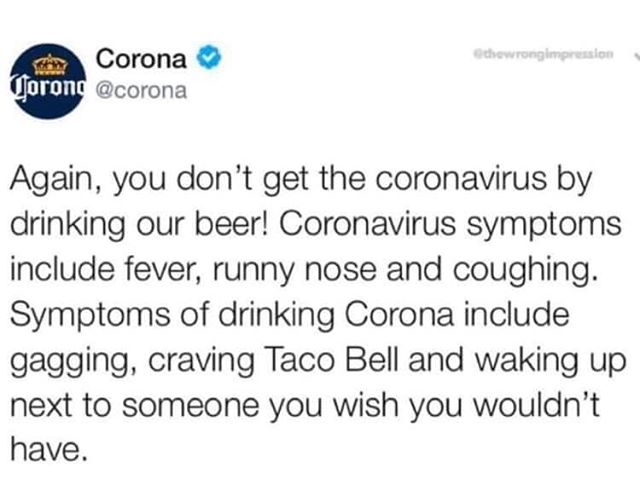 Corona
@thewrongimpression
Corona
@corona
Again, you don't get the coronavirus by
drinking our beer! Coronavirus symptoms
include fever, runny nose and coughing.
Symptoms of drinking Corona include
gagging, craving Taco Bell and waking up
next to someone you wish you wouldn't
have.